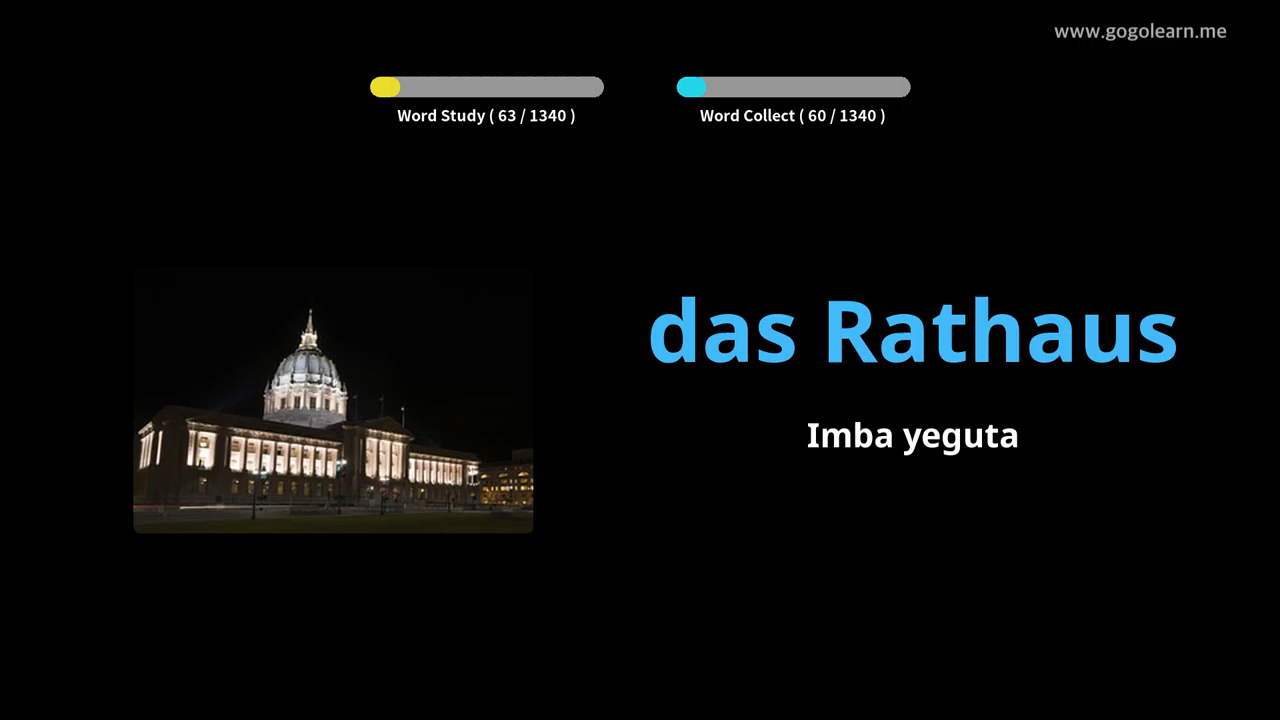 www.gogolearn.me
Word Study ( 63 / 1340 )
Word Collect ( 60 / 1340 )
das Rathaus
Imba yeguta